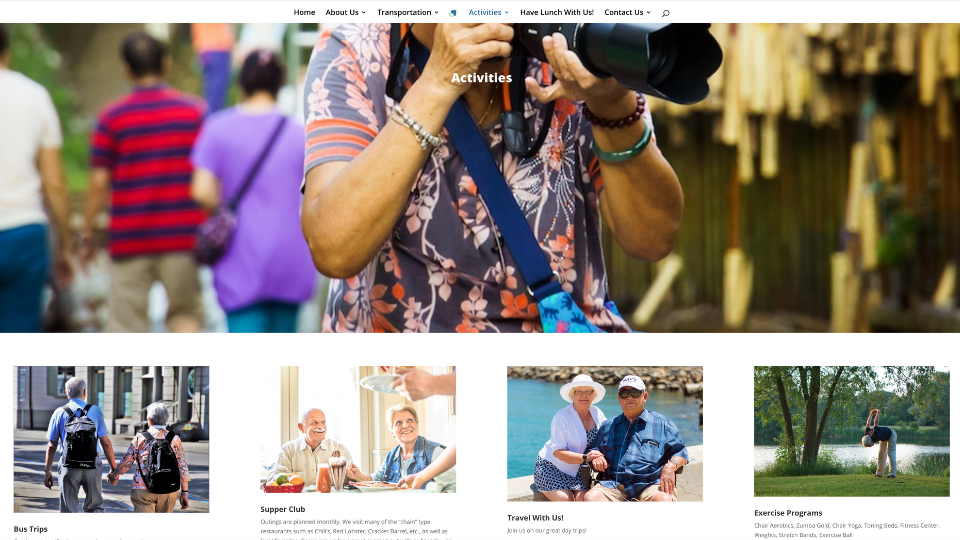 Home About Us Transportation Activities Have Lunch With Us! Contact Us
Activities
Bus Trips
Supper Club
Outings are planned monthly. We visit many of the "chain" type
restaurants such as Chili's, Red Lobster, Cracker Barrel, etc., as well as
Travel With Us!
Join us on our great day trips!
Exercise Programs
Chair Aerobics, Zumba Gold, Chair Yoga, Toning Beds, Fitness Center,
Weights, Stretch Bands, Exercise Ball